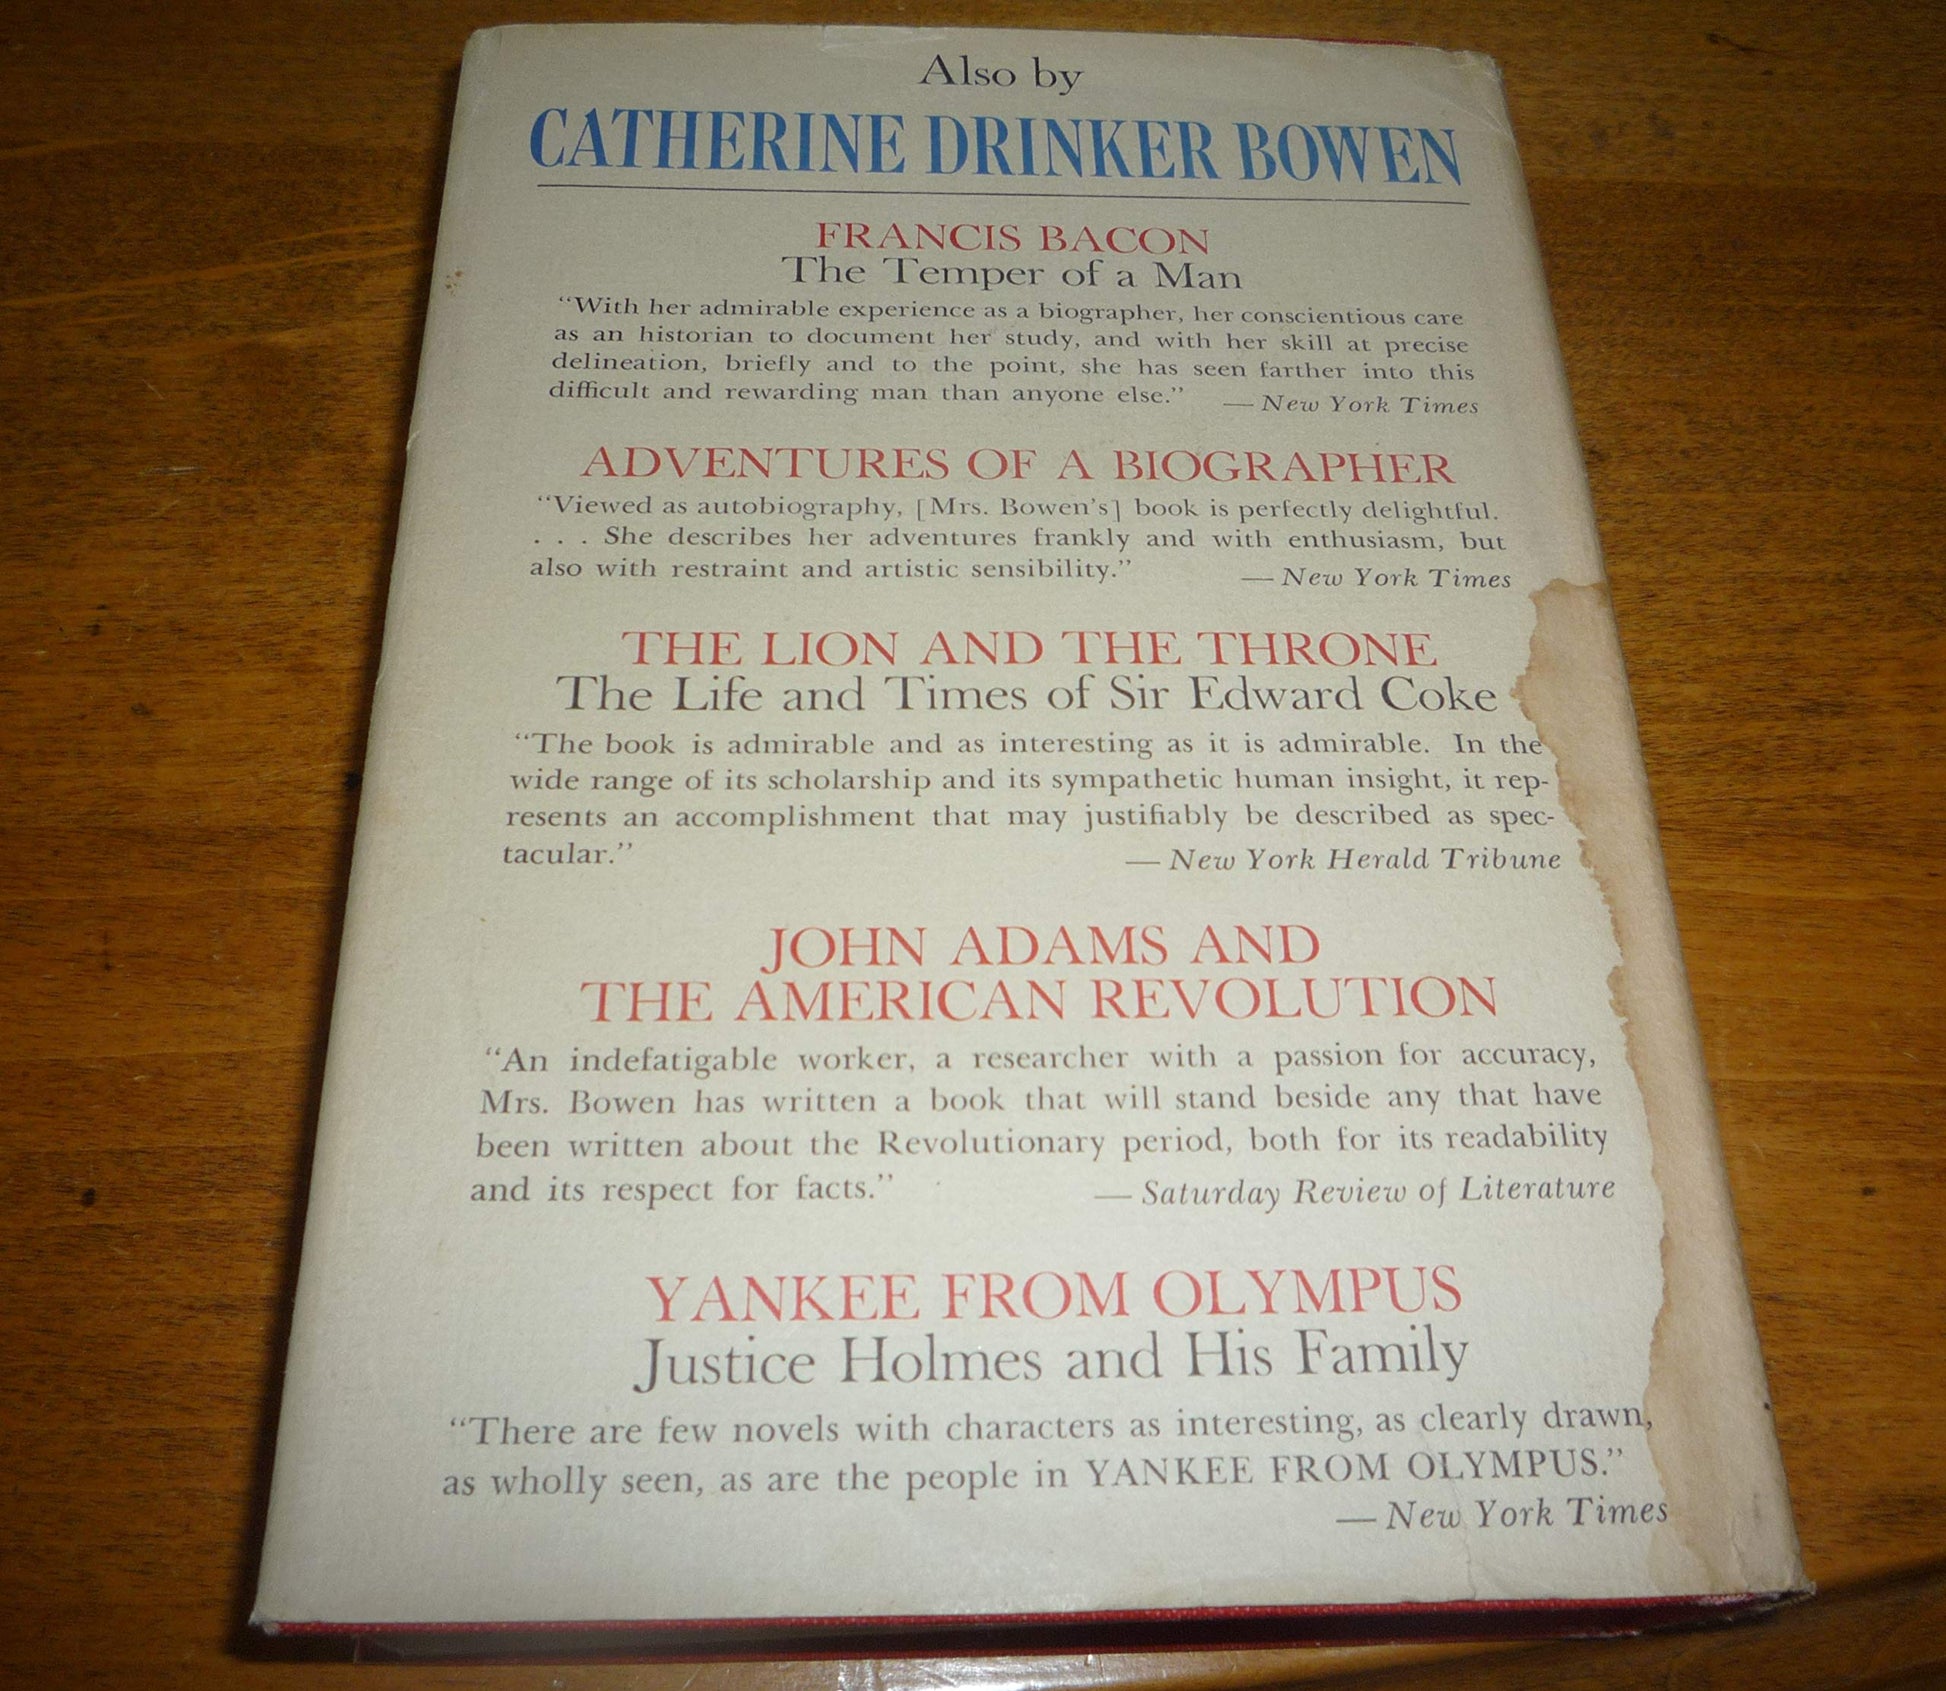 Also by
CATHERINE DRINKER BOWEN
FRANCIS BACON
The Temper of a Man
“With her admirable experience as a biographer, her conscientious care
as an historian to document her study, and with her skill at precise
delineation, briefly and to the point, she has seen farther into this
difficult and rewarding man than anyone else.” — New York Times
ADVENTURES OF A BIOGRAPHER
“Viewed as autobiography, [Mrs. Bowen’s] book is perfectly delightful.
. . . She describes her adventures frankly and with enthusiasm, but
also with restraint and artistic sensibility.” — New York Times
THE LION AND THE THRONE
The Life and Times of Sir Edward Coke
“The book is admirable and as interesting as it is admirable. In the
wide range of its scholarship and its sympathetic human insight, it rep-
resents an accomplishment that may justifiably be described as spec-
tacular.” — New York Herald Tribune
JOHN ADAMS AND
THE AMERICAN REVOLUTION
“An indefatigable worker, a researcher with a passion for accuracy,
Mrs. Bowen has written a book that will stand beside any that have
been written about the Revolutionary period, both for its readability
and its respect for facts.” — Saturday Review of Literature
YANKEE FROM OLYMPUS
Justice Holmes and His Family
“There are few novels with characters as interesting, as clearly drawn,
as wholly seen, as are the people in YANKEE FROM OLYMPUS.”
— New York Times